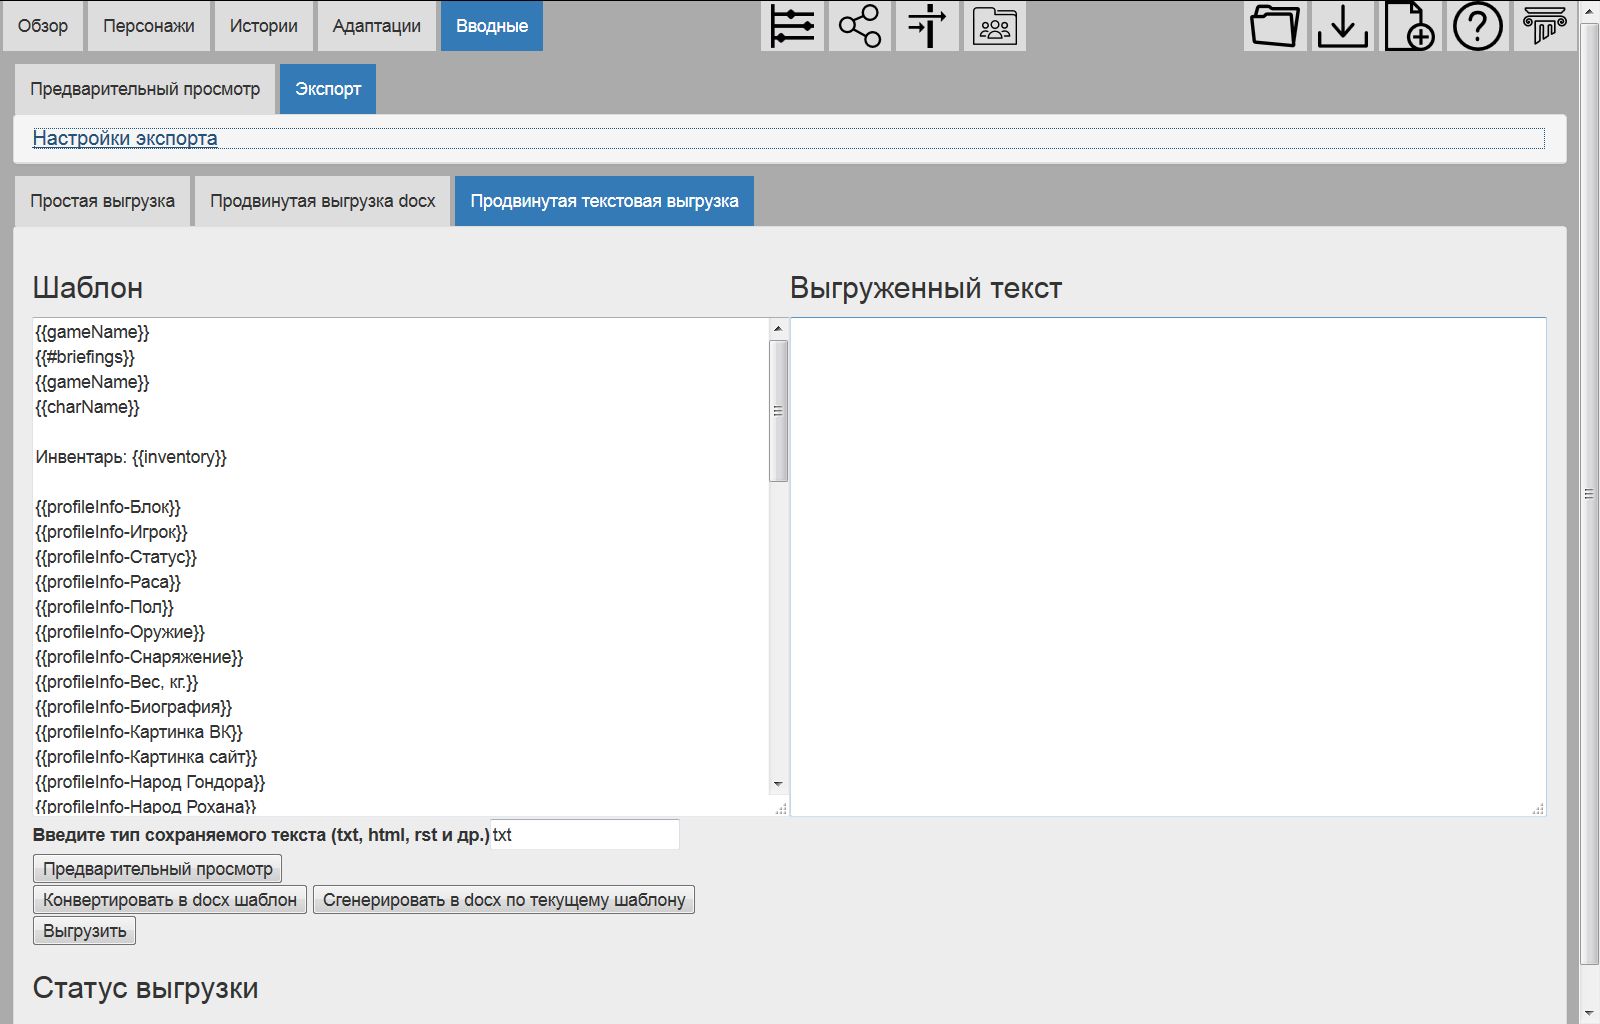 Обзор Персонажи Истории Адаптации Вводные
Предварительный просмотр Экспорт
Настройки экспорта
Простая выгрузка Продвинутая выгрузка docx Продвинутая текстовая выгрузка
Шаблон
{{gameName}}
{{#briefings}}
{{gameName}}
{{charName}}
Инвентарь: {{inventory}}
{{profileInfo-Блок}}
{{profileInfo-Игрок}}
{{profileInfo-Статус}}
{{profileInfo-Раса}}
{{profileInfo-Пол}}
{{profileInfo-Оружие}}
{{profileInfo-Снаряжение}}
{{profileInfo-Вес, кг.}}
{{profileInfo-Биография}}
{{profileInfo-Картинка ВК}}
{{profileInfo-Картинка сайт}}
{{profileInfo-Народ Гондора}}
{{profileInfo-Народ Рохана}}
Выгруженный текст
Введите тип сохраняемого текста (txt, html, rst и др.) txt
Предварительный просмотр
Конвертировать в docx шаблон Сгенерировать в docx по текущему шаблону
Выгрузить
Статус выгрузки